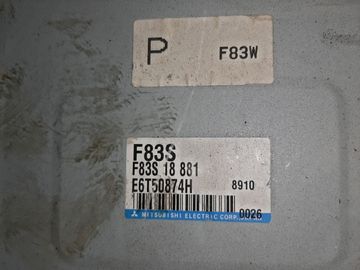 P F83W
F83S
F83S 18 881
E6T50874H 8910
0026
MITSUBISHI ELECTRIC CORP.